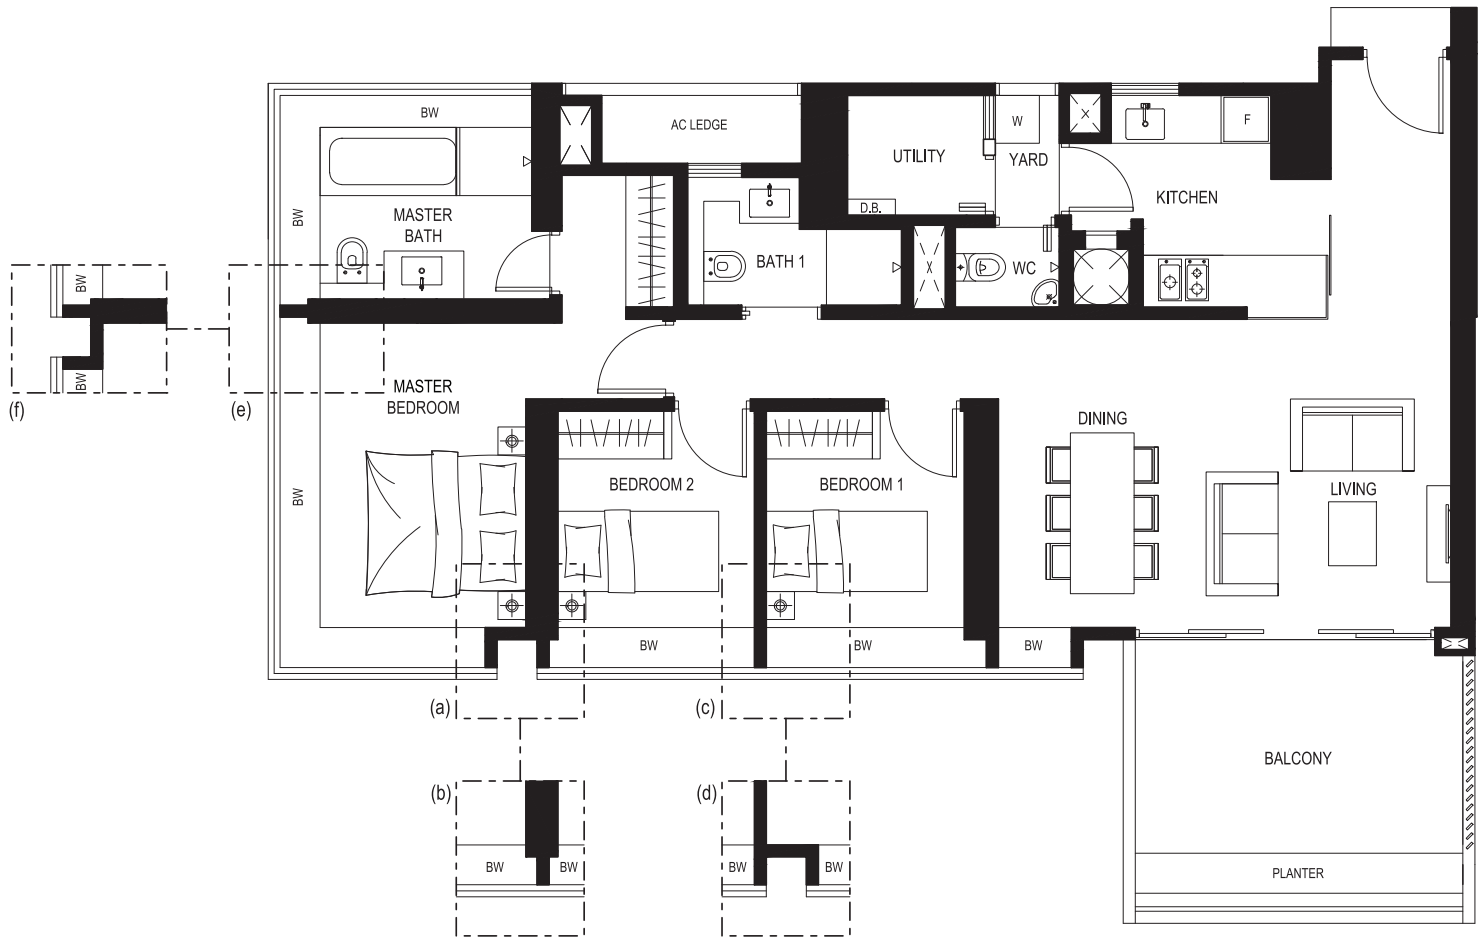 BW
AC LEDGE
W
F
UTILITY
YARD
KITCHEN
D.B.
BW
MASTER
BATH
BATH 1
WC
BW
BW
(f)
(e)
MASTER
BEDROOM
DINING
BW
BEDROOM 2
BEDROOM 1
LIVING
BW
BW
BW
(a)
(c)
BALCONY
(b)
(d)
BW
BW
BW
BW
PLANTER